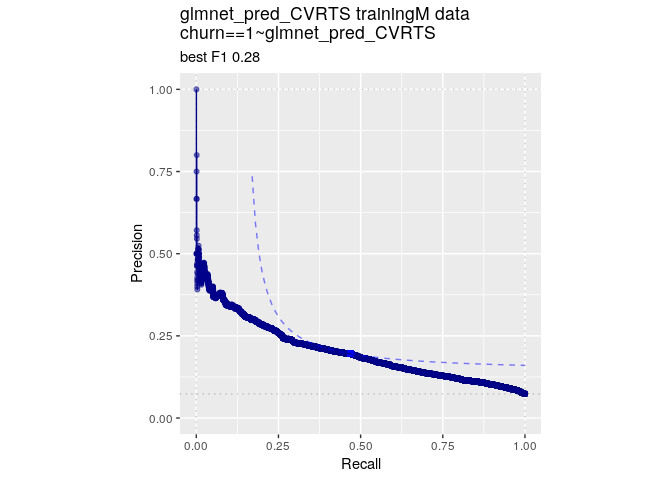 glmnet_pred_CVRTS trainingM data
churn==1~glmnet_pred_CVRTS
best F1 0.28
1.00
0.75
0.50
0.25
0.00
Precision
0.00 0.25 0.50 0.75 1.00
Recall